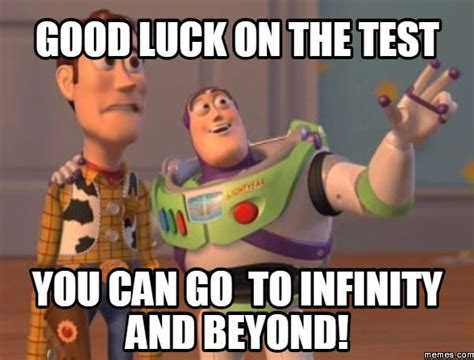 GOOD LUCK ON THE TEST
LIGHTYEAR
YOU CAN GO TO INFINITY
AND BEYOND!
memes.com